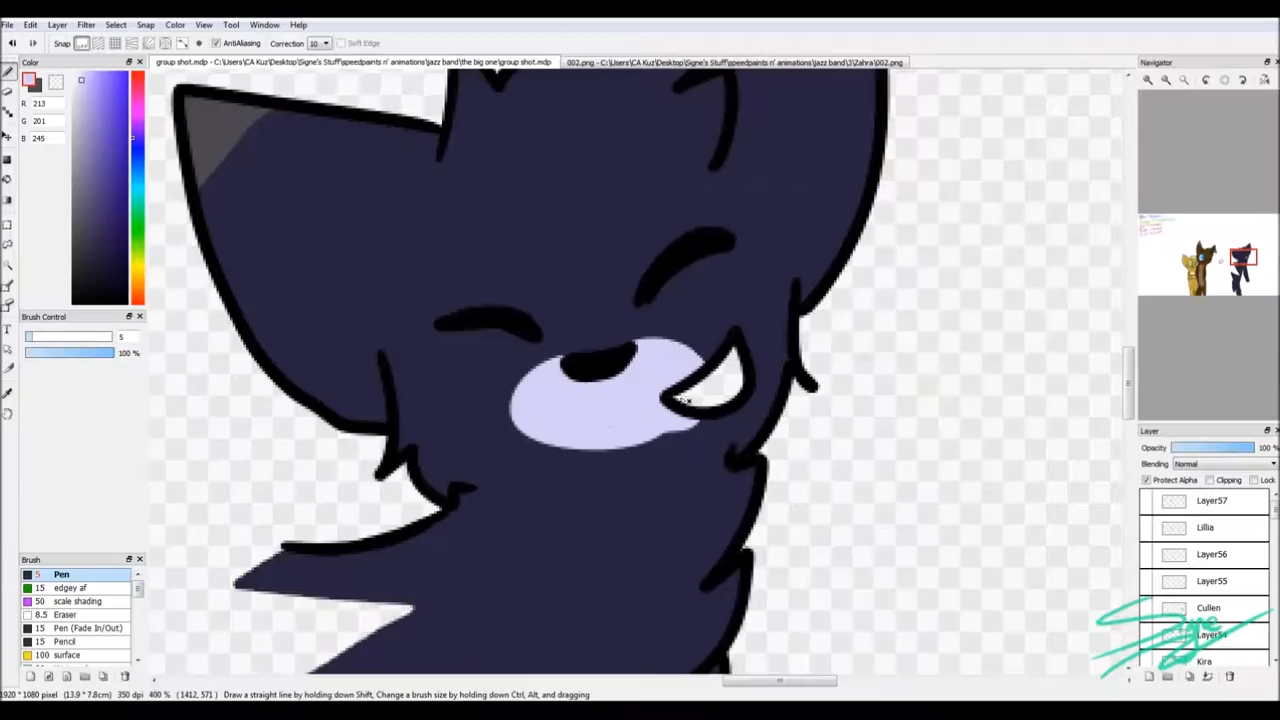 File Edit Layer Filter Select Snap Color View Tool Window Help
Snap AntiAliasing Correction 10 Soft Edge
Color
group shot.mdp - C:\Users\CA Kuz\Desktop\Signe's Stuff\speedpaints n' animations\jazz band\the big one\group shot.mdp
002.png - C:\Users\CA Kuz\Desktop\Signe's Stuff\speedpaints n' animations\jazz band\3\Zahra\002.png
Navigator
R 213
G 201
B 245
Brush Control
5
100 %
Brush
5 Pen
15 edgey af
50 scale shading
8.5 Eraser
15 Pen (Fade In/Out)
15 Pencil
100 surface
Layer
Opacity 100 %
Blending Normal
Protect Alpha Clipping Lock
Layer57
Lillia
Layer56
Layer55
Cullen
Layer54
Kira
Signe
1920 * 1080 pixel (13.9 * 7.8cm) 350 dpi 400 % ( 1412, 571 ) Draw a straight line by holding down Shift, Change a brush size by holding down Ctrl, Alt, and dragging